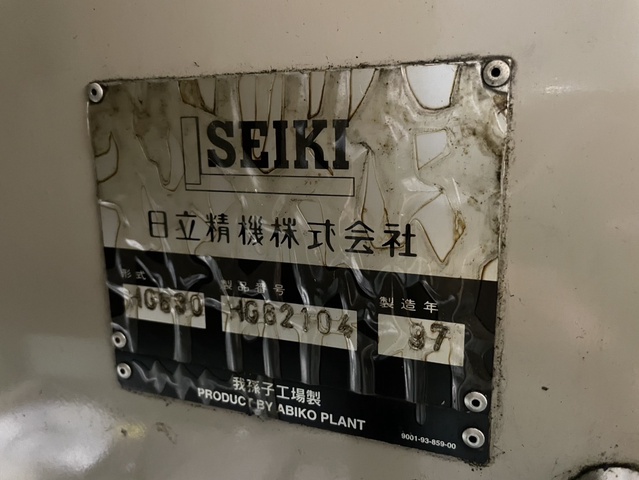 SEIKI
日立精機株式会社
形式 製品番号 製造年
HG630 HG62104 97
我孫子工場製
PRODUCT BY ABIKO PLANT
9001-93-859-00